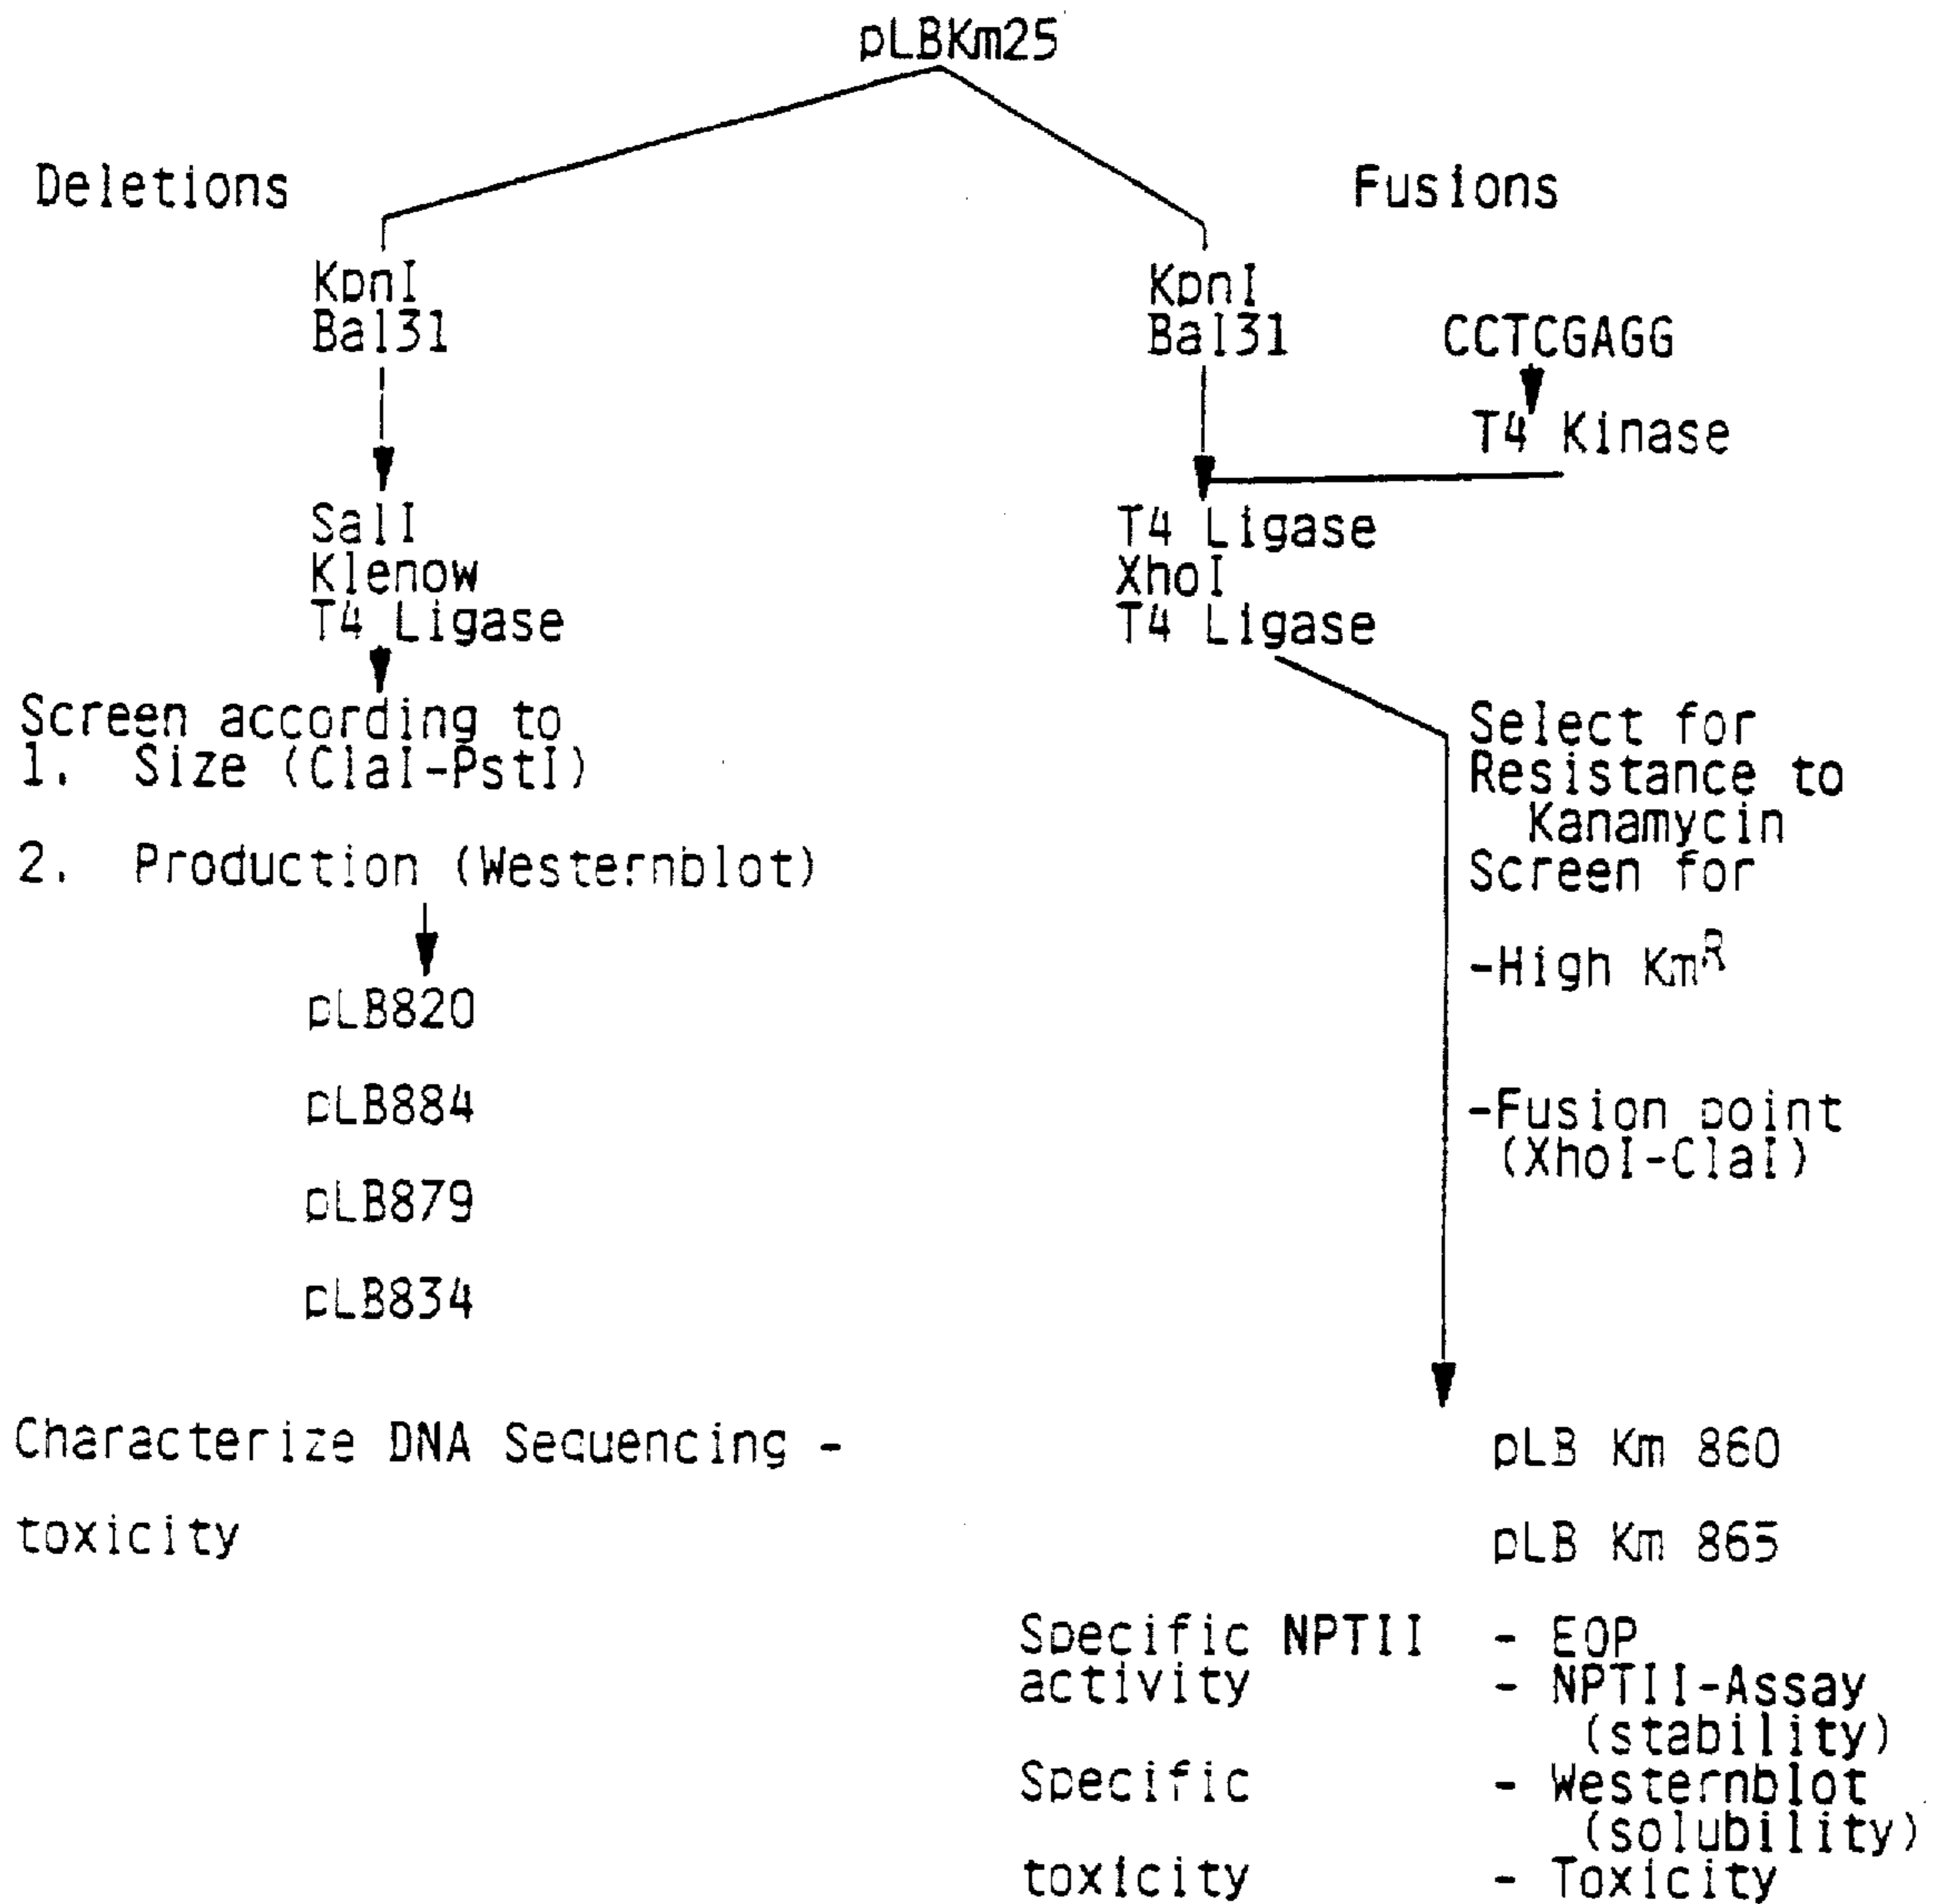 pLBKm25
Deletions
Fusions
KpnI
Bal31
KpnI
Bal31
CCTCGAGG
T4 Kinase
SalI
Klenow
T4 Ligase
T4 Ligase
XhoI
T4 Ligase
Screen according to
1. Size (ClaI-PstI)
2. Production (Westernblot)
pLB820
pLB884
pLB879
pLB834
Characterize DNA Sequencing -
toxicity
Select for
Resistance to
Kanamycin
Screen for
-High KmR
-Fusion point
(XhoI-ClaI)
pLB Km 860
pLB Km 865
Specific NPTII - EOP
activity - NPTII-Assay
(stability)
Specific - Westernblot
(solubility)
toxicity - Toxicity